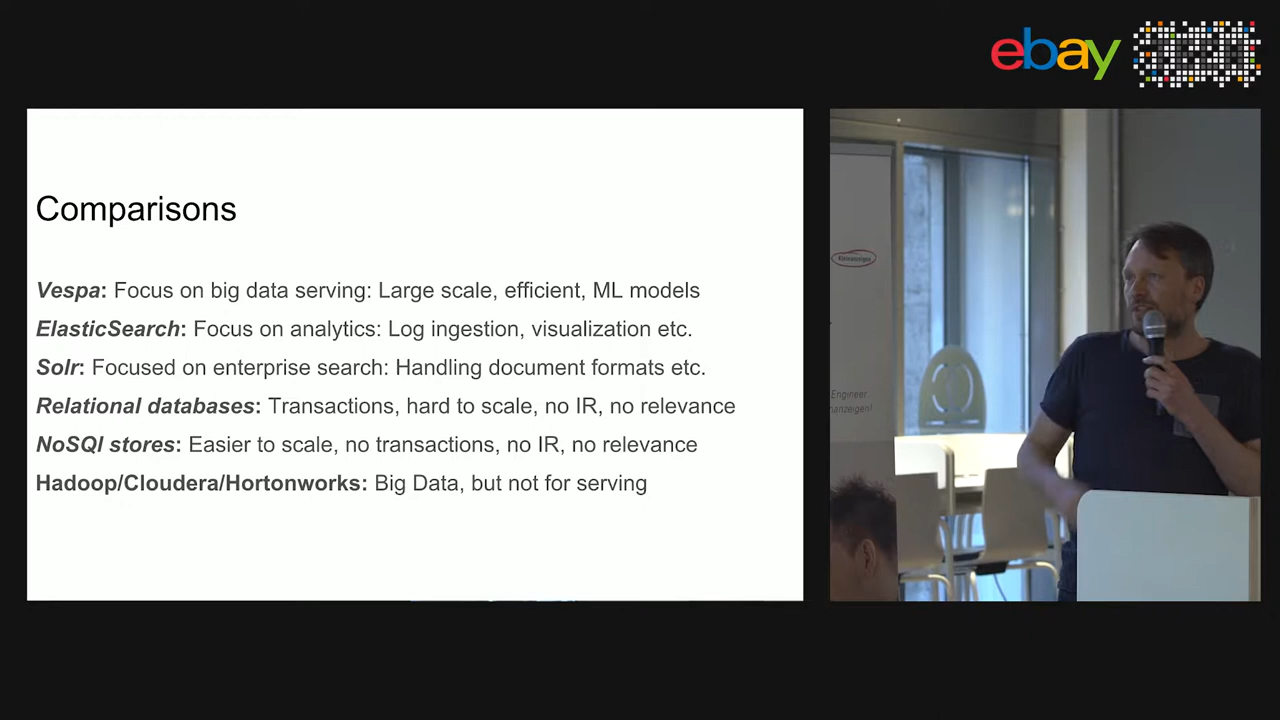 ebay
Comparisons
Vespa: Focus on big data serving: Large scale, efficient, ML models
ElasticSearch: Focus on analytics: Log ingestion, visualization etc.
Solr: Focused on enterprise search: Handling document formats etc.
Relational databases: Transactions, hard to scale, no IR, no relevance
NoSQl stores: Easier to scale, no transactions, no IR, no relevance
Hadoop/Cloudera/Hortonworks: Big Data, but not for serving
Kleinanzeigen
Engineer
nanzeigen!